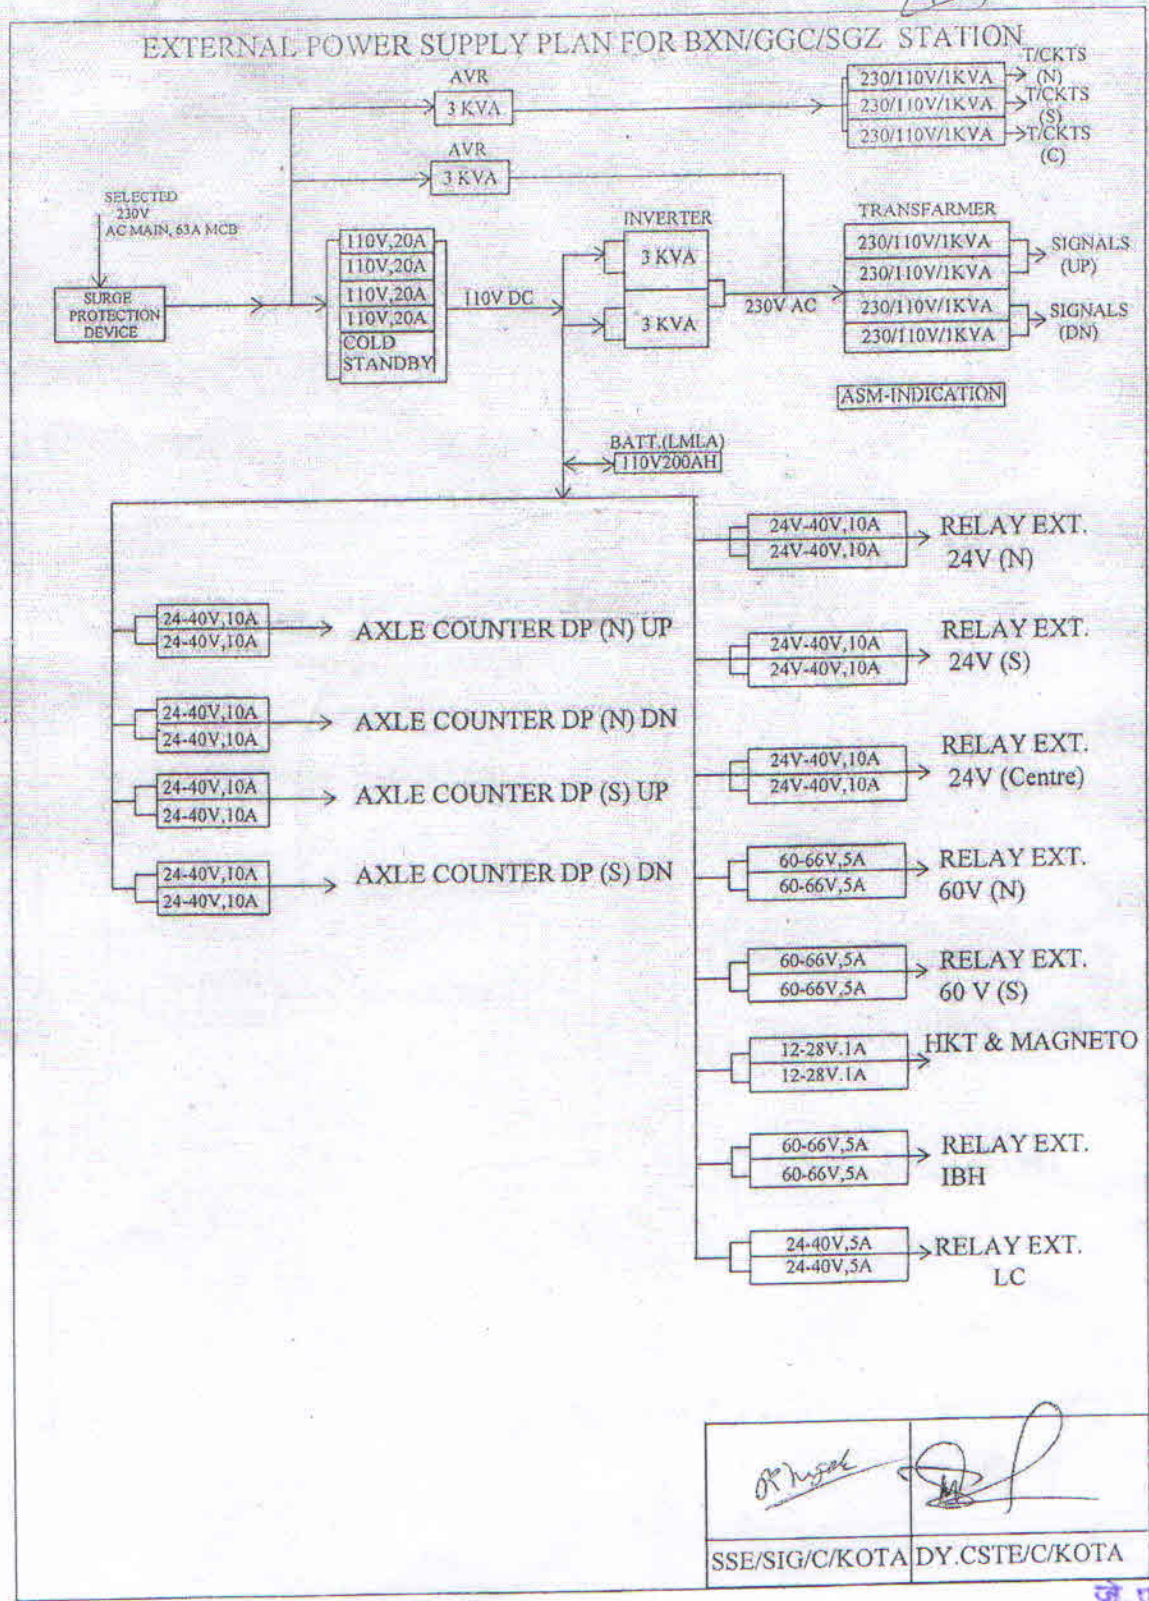 EXTERNAL POWER SUPPLY PLAN FOR BXN/GGC/SGZ STATION
AVR
3 KVA
230/110V/1KVA
230/110V/1KVA
230/110V/1KVA
T/CKTS
(N)
T/CKTS
(S)
T/CKTS
(C)
AVR
3 KVA
SELECTED
230V
AC MAIN, 63A MCB
SURGE
PROTECTION
DEVICE
110V,20A
110V,20A
110V,20A
110V,20A
COLD
STANDBY
110V DC
INVERTER
3 KVA
3 KVA
230V AC
TRANSFARMER
230/110V/1KVA
230/110V/1KVA
230/110V/1KVA
230/110V/1KVA
SIGNALS
(UP)
SIGNALS
(DN)
ASM-INDICATION
BATT.(LMLA)
110V200AH
24-40V,10A
24-40V,10A
AXLE COUNTER DP (N) UP
24-40V,10A
24-40V,10A
AXLE COUNTER DP (N) DN
24-40V,10A
24-40V,10A
AXLE COUNTER DP (S) UP
24-40V,10A
24-40V,10A
AXLE COUNTER DP (S) DN
24V-40V,10A
24V-40V,10A
RELAY EXT.
24V (N)
24V-40V,10A
24V-40V,10A
RELAY EXT.
24V (S)
24V-40V,10A
24V-40V,10A
RELAY EXT.
24V (Centre)
60-66V,5A
60-66V,5A
RELAY EXT.
60V (N)
60-66V,5A
60-66V,5A
RELAY EXT.
60 V (S)
12-28V.1A
12-28V.1A
HKT & MAGNETO
60-66V,5A
60-66V,5A
RELAY EXT.
IBH
24-40V,5A
24-40V,5A
RELAY EXT.
LC
SSE/SIG/C/KOTA
DY.CSTE/C/KOTA